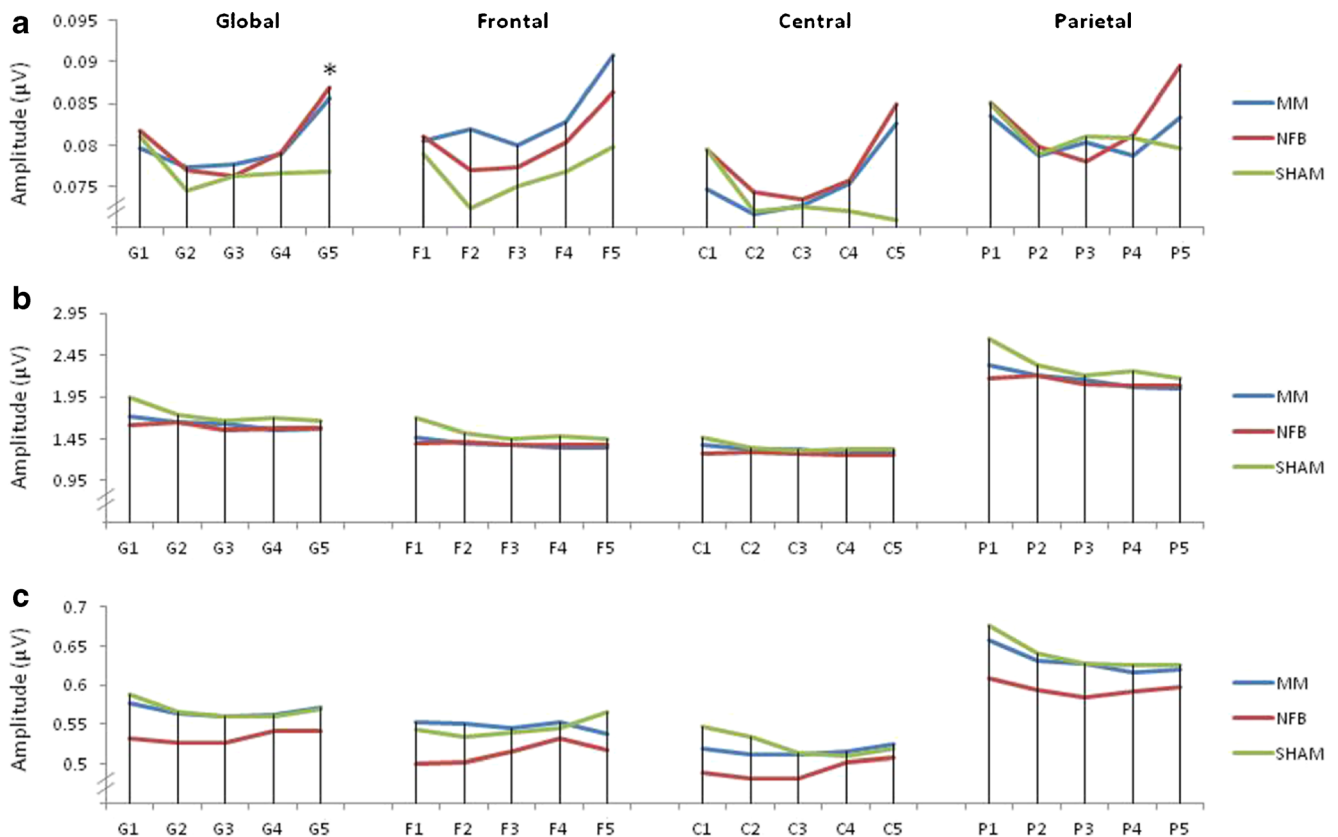 a
Global Frontal Central Parietal
Amplitude (μV)
0.095
0.09
0.085
0.08
0.075
*
G1 G2 G3 G4 G5 F1 F2 F3 F4 F5 C1 C2 C3 C4 C5 P1 P2 P3 P4 P5
MM
NFB
SHAM
b
Amplitude (μV)
2.95
2.45
1.95
1.45
0.95
G1 G2 G3 G4 G5 F1 F2 F3 F4 F5 C1 C2 C3 C4 C5 P1 P2 P3 P4 P5
MM
NFB
SHAM
c
Amplitude (μV)
0.7
0.65
0.6
0.55
0.5
G1 G2 G3 G4 G5 F1 F2 F3 F4 F5 C1 C2 C3 C4 C5 P1 P2 P3 P4 P5
MM
NFB
SHAM